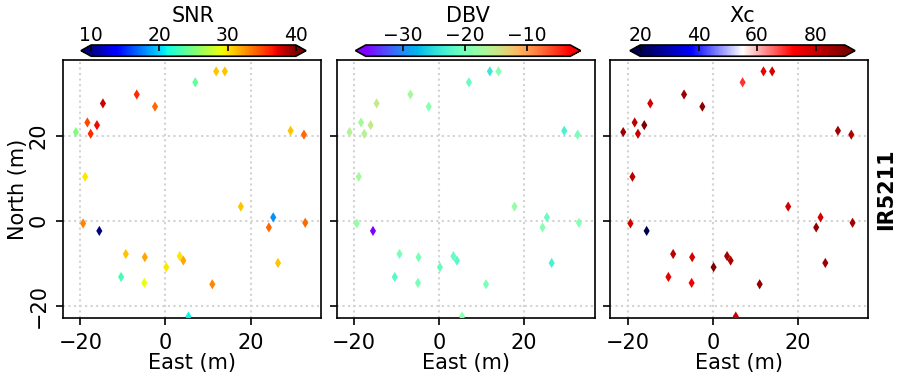 SNR DBV Xc
10 20 30 40 −30 −20 −10 20 40 60 80
North (m)
20
0
−20
IR5211
−20 0 20 −20 0 20 −20 0 20
East (m) East (m) East (m)